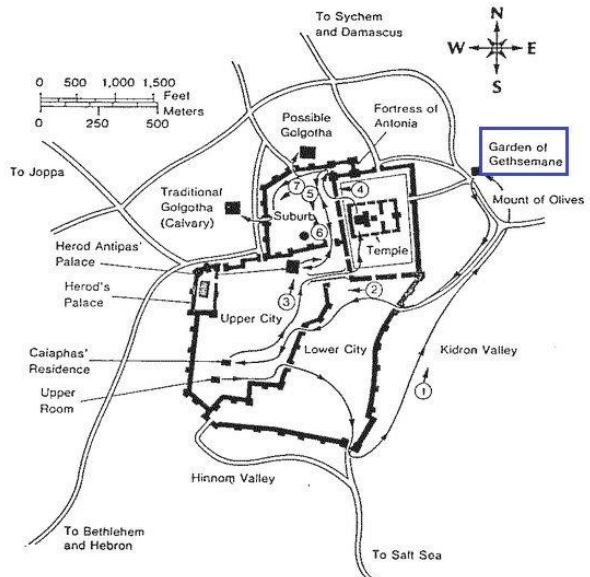 To Sychem
and Damascus
N
W E
S
0 500 1,000 1,500
Feet
Meters
0 250 500
Possible
Golgotha
Fortress of
Antonia
Garden of
Gethsemane
To Joppa
Traditional
Golgotha
(Calvary)
7
5
4
Mount of Olives
Suburb
6
Temple
Herod Antipas'
Palace
Herod's
Palace
3
2
Upper City
Lower City
Kidron Valley
Caiaphas'
Residence
Upper
Room
1
Hinnom Valley
To Bethlehem
and Hebron
To Salt Sea